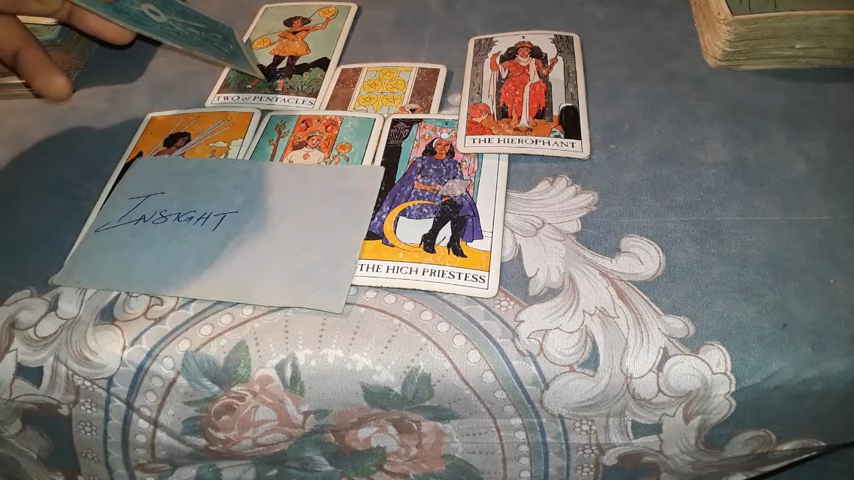 TWO of PENTACLES
THE HIEROPHANT
INSIGHT
THE HIGH PRIESTESS